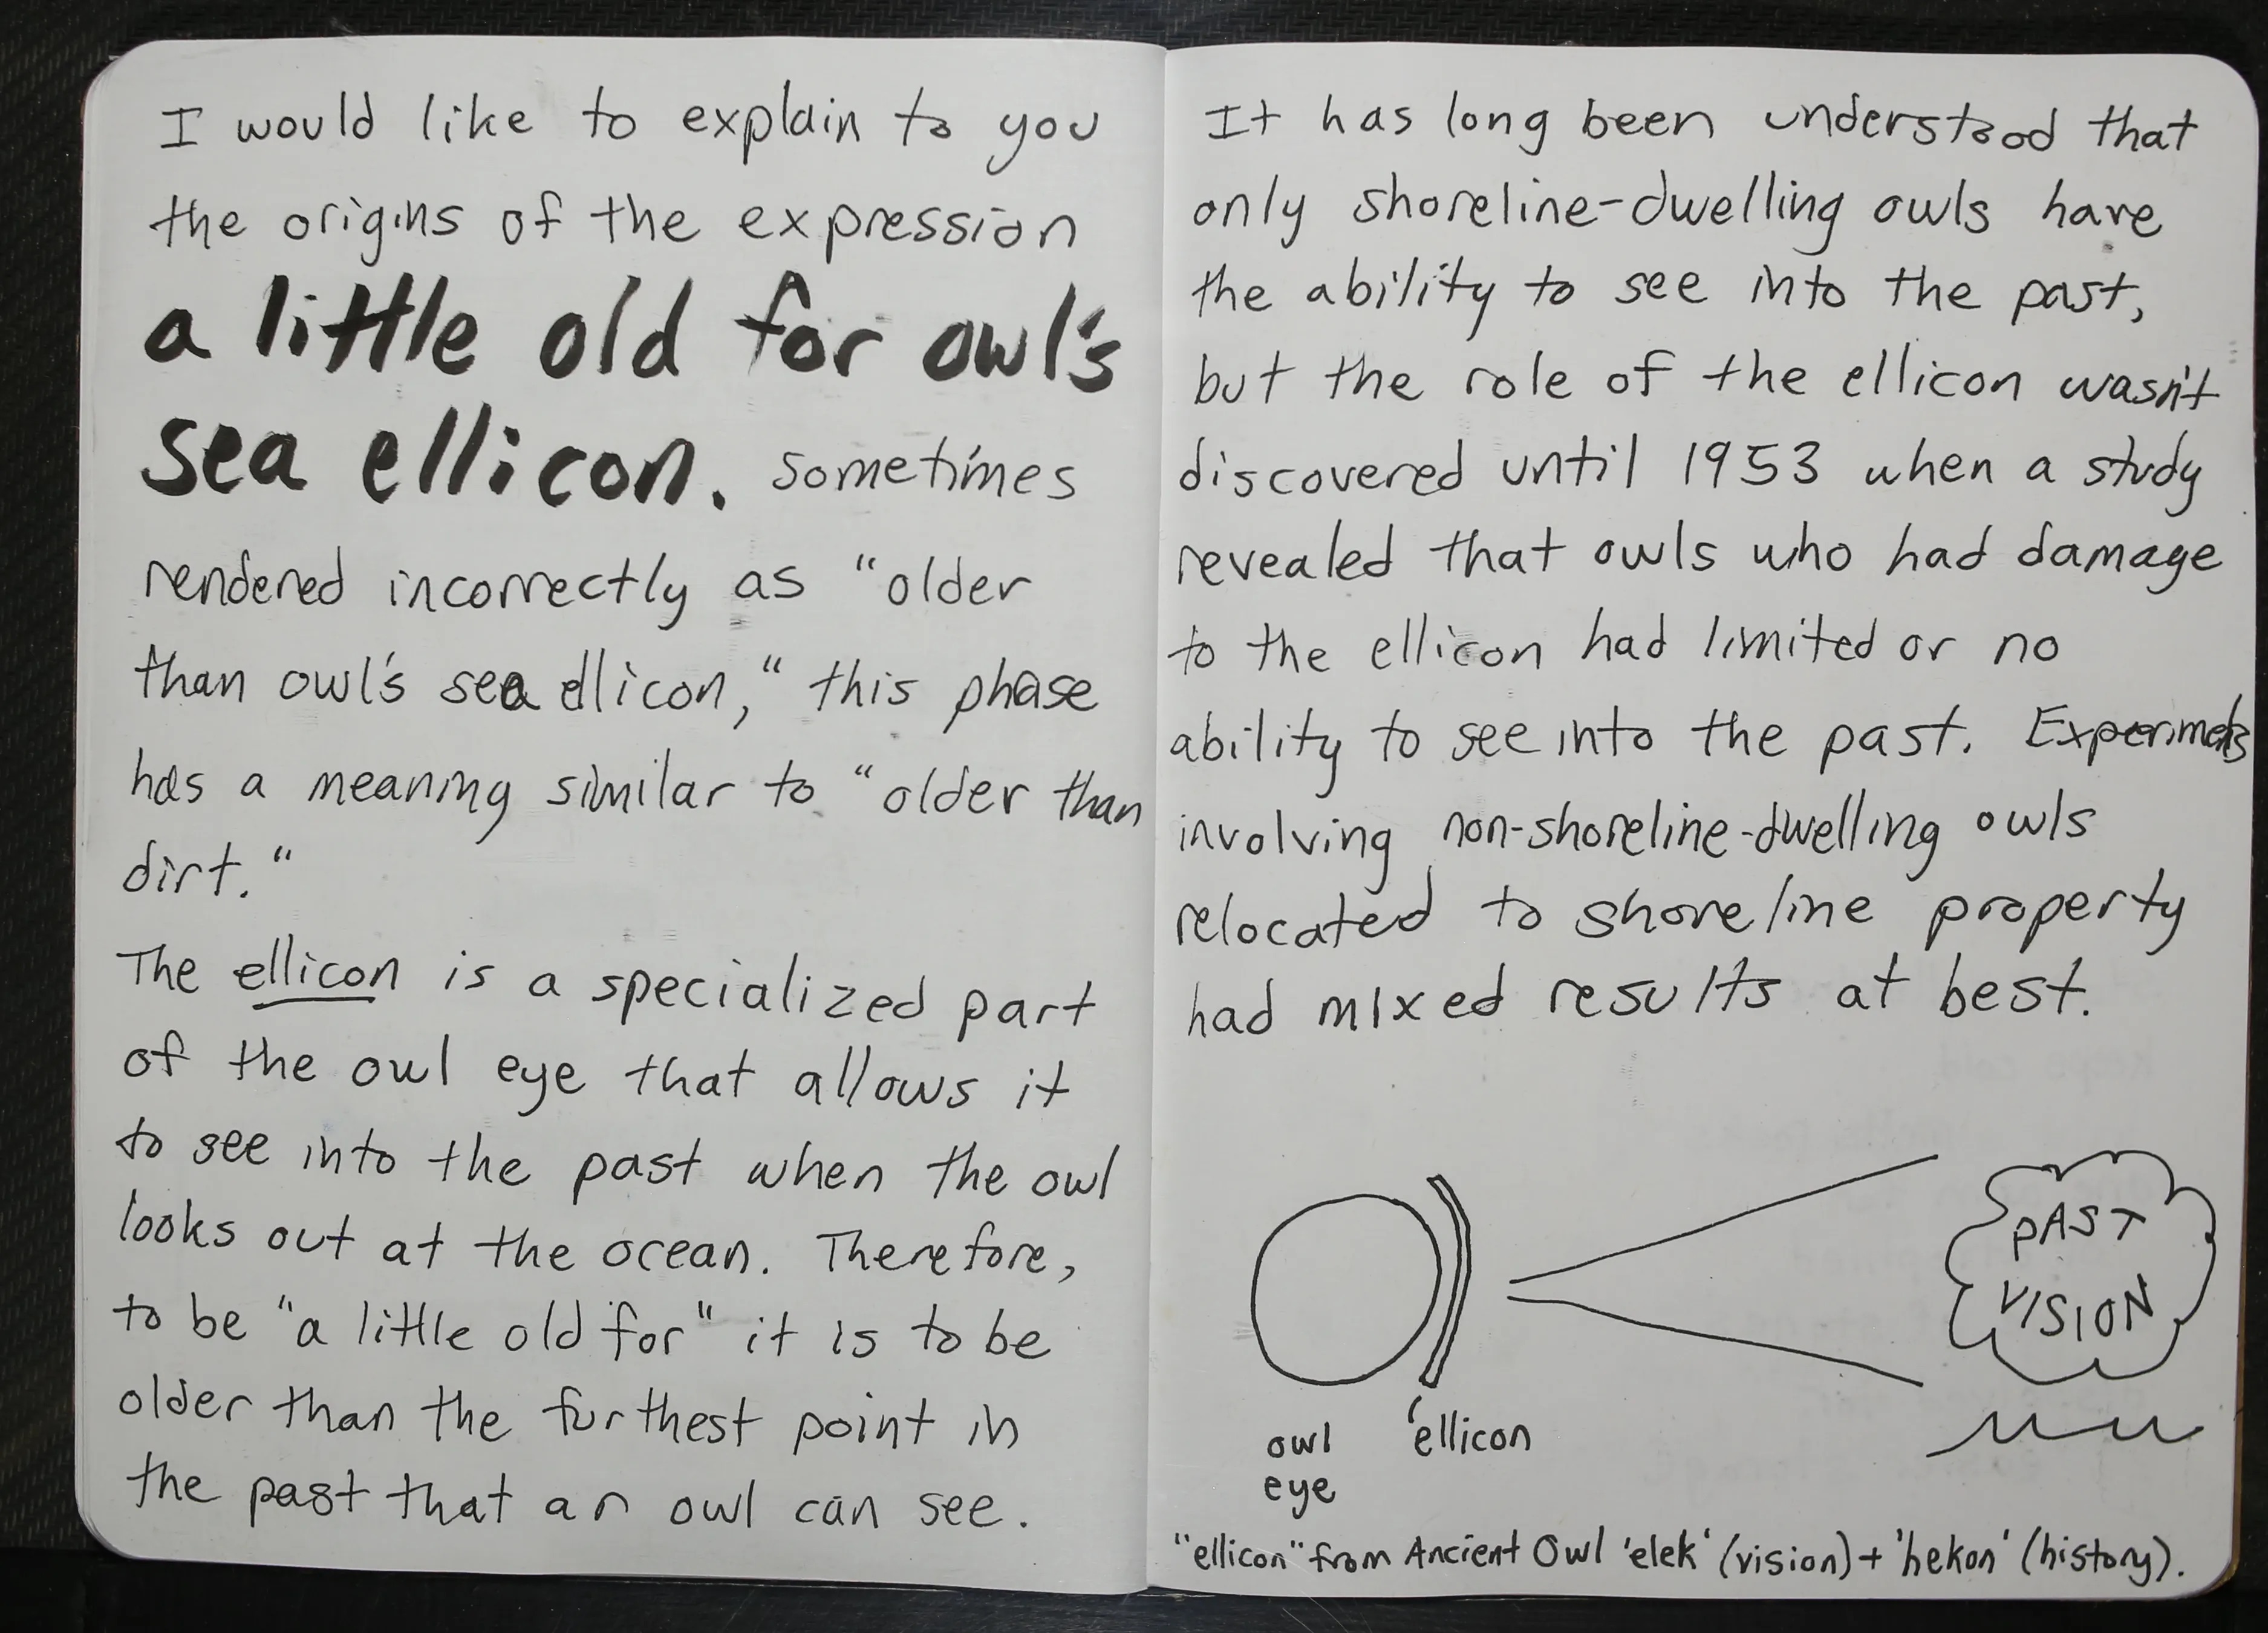 I would like to explain to you
the origins of the expression
a little old for owl's
sea ellicon. sometimes
rendered incorrectly as "older
than owl's sea ellicon," this phase
has a meaning similar to "older than
dirt."
The ellicon is a specialized part
of the owl eye that allows it
to see into the past when the owl
looks out at the ocean. Therefore,
to be "a little old for" it is to be
older than the furthest point in
the past that an owl can see.
It has long been understood that
only shoreline-dwelling owls have
the ability to see into the past,
but the role of the ellicon wasn't
discovered until 1953 when a study
revealed that owls who had damage
to the ellicon had limited or no
ability to see into the past. Experiments
involving non-shoreline-dwelling owls
relocated to shoreline property
had mixed results at best.
PAST
VISION
owl
eye
ellicon
"ellicon" from Ancient Owl 'elek' (vision) + 'hekon' (history).